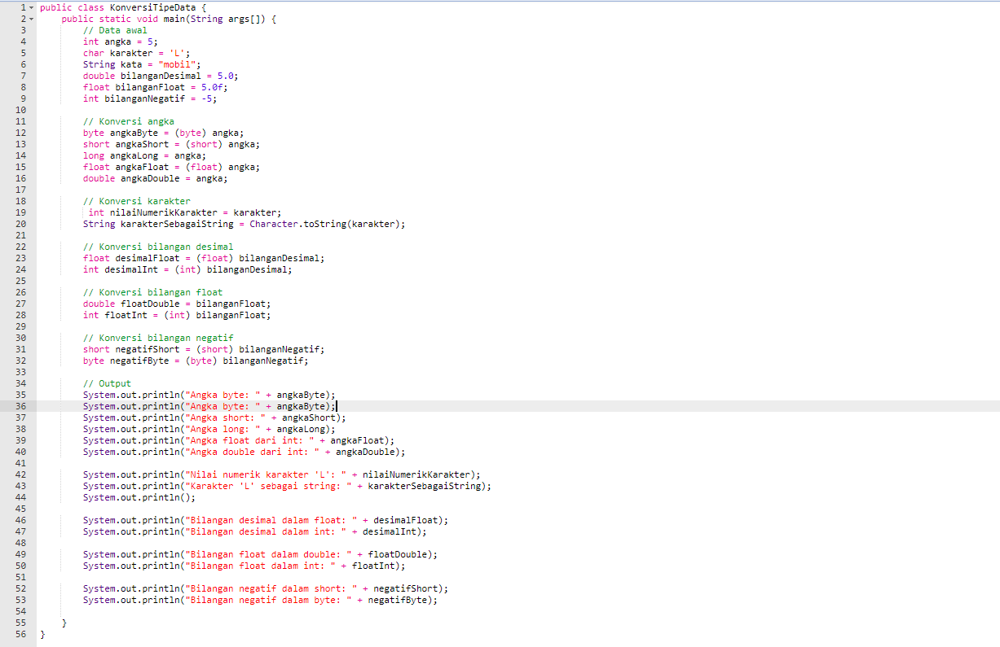 1 public class KonversiTipeData {
2 public static void main(String args[]) {
3 // Data awal
4 int angka = 5;
5 char karakter = 'L';
6 String kata = "mobil";
7 double bilanganDesimal = 5.0;
8 float bilanganFloat = 5.0f;
9 int bilanganNegatif = -5;
10
11 // Konversi angka
12 byte angkaByte = (byte) angka;
13 short angkaShort = (short) angka;
14 long angkaLong = angka;
15 float angkaFloat = (float) angka;
16 double angkaDouble = angka;
17
18 // Konversi karakter
19 int nilaiNumerikKarakter = karakter;
20 String karakterSebagaiString = Character.toString(karakter);
21
22 // Konversi bilangan desimal
23 float desimalFloat = (float) bilanganDesimal;
24 int desimalInt = (int) bilanganDesimal;
25
26 // Konversi bilangan float
27 double floatDouble = bilanganFloat;
28 int floatInt = (int) bilanganFloat;
29
30 // Konversi bilangan negatif
31 short negatifShort = (short) bilanganNegatif;
32 byte negatifByte = (byte) bilanganNegatif;
33
34 // Output
35 System.out.println("Angka byte: " + angkaByte);
36 System.out.println("Angka byte: " + angkaByte);
37 System.out.println("Angka short: " + angkaShort);
38 System.out.println("Angka long: " + angkaLong);
39 System.out.println("Angka float dari int: " + angkaFloat);
40 System.out.println("Angka double dari int: " + angkaDouble);
41
42 System.out.println("Nilai numerik karakter 'L': " + nilaiNumerikKarakter);
43 System.out.println("Karakter 'L' sebagai string: " + karakterSebagaiString);
44 System.out.println();
45
46 System.out.println("Bilangan desimal dalam float: " + desimalFloat);
47 System.out.println("Bilangan desimal dalam int: " + desimalInt);
48
49 System.out.println("Bilangan float dalam double: " + floatDouble);
50 System.out.println("Bilangan float dalam int: " + floatInt);
51
52 System.out.println("Bilangan negatif dalam short: " + negatifShort);
53 System.out.println("Bilangan negatif dalam byte: " + negatifByte);
54
55 }
56 }